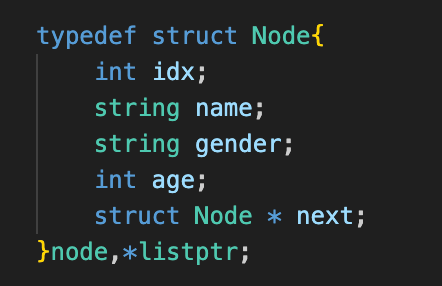 typedef struct Node{
    int idx;
    string name;
    string gender;
    int age;
    struct Node * next;
}node,*listptr;